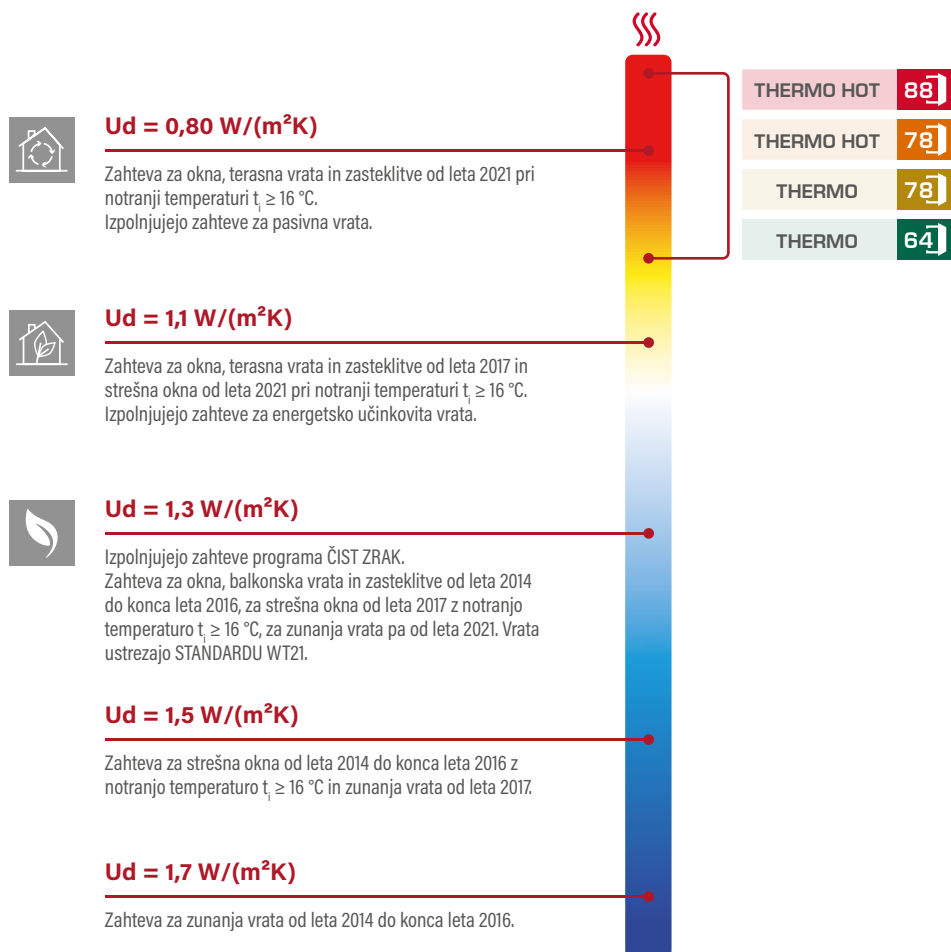 Ud = 0,80 W/(m²K)
Zahteva za okna, terasna vrata in zasteklitve od leta 2021 pri
notranji temperaturi tᵢ ≥ 16 °C.
Izpolnjujejo zahteve za pasivna vrata.
THERMO HOT 88
THERMO HOT 78
THERMO 78
THERMO 64
Ud = 1,1 W/(m²K)
Zahteva za okna, terasna vrata in zasteklitve od leta 2017 in
strešna okna od leta 2021 pri notranji temperaturi tᵢ ≥ 16 °C.
Izpolnjujejo zahteve za energetsko učinkovita vrata.
Ud = 1,3 W/(m²K)
Izpolnjujejo zahteve programa ČIST ZRAK.
Zahteva za okna, balkonska vrata in zasteklitve od leta 2014
do konca leta 2016, za strešna okna od leta 2017 z notranjo
temperaturo tᵢ ≥ 16 °C, za zunanja vrata pa od leta 2021. Vrata
ustrezajo STANDARDU WT21.
Ud = 1,5 W/(m²K)
Zahteva za strešna okna od leta 2014 do konca leta 2016 z
notranjo temperaturo tᵢ ≥ 16 °C in zunanja vrata od leta 2017.
Ud = 1,7 W/(m²K)
Zahteva za zunanja vrata od leta 2014 do konca leta 2016.